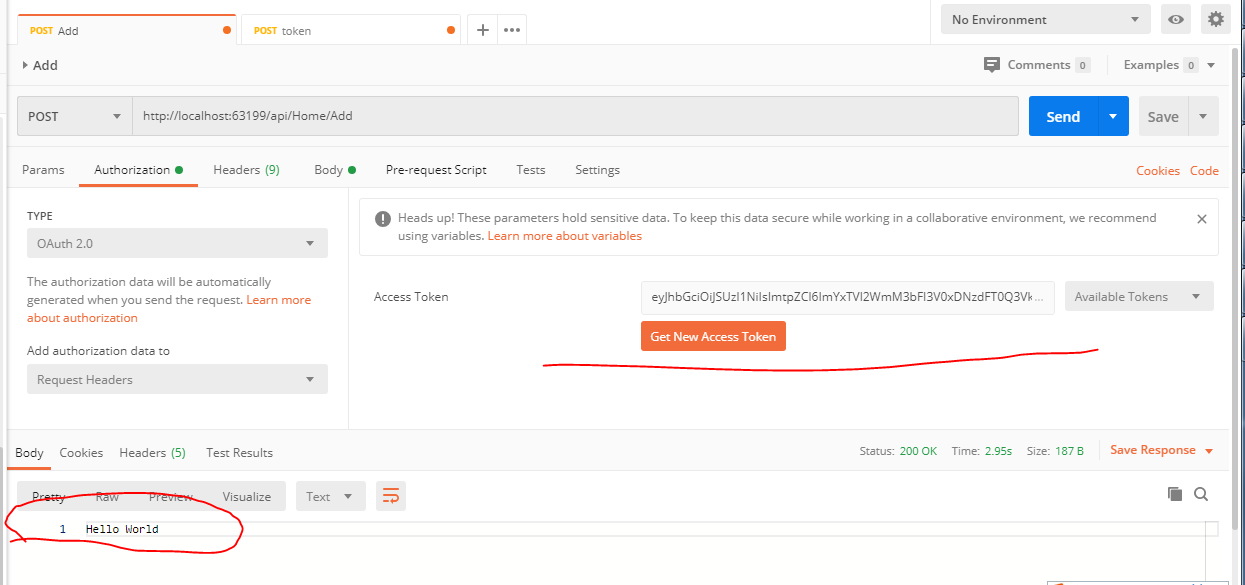 POST Add
POST token
No Environment
Add
Comments 0
Examples 0
POST
http://localhost:63199/api/Home/Add
Send
Save
Params
Authorization
Headers (9)
Body
Pre-request Script
Tests
Settings
Cookies
Code
TYPE
OAuth 2.0
The authorization data will be automatically
generated when you send the request. Learn more
about authorization
Add authorization data to
Request Headers
Heads up! These parameters hold sensitive data. To keep this data secure while working in a collaborative environment, we recommend
using variables. Learn more about variables
Access Token
Available Tokens
Get New Access Token
Body
Cookies
Headers (5)
Test Results
Status: 200 OK
Time: 2.95s
Size: 187 B
Save Response
Pretty
Raw
Preview
Visualize
Text
1 Hello World